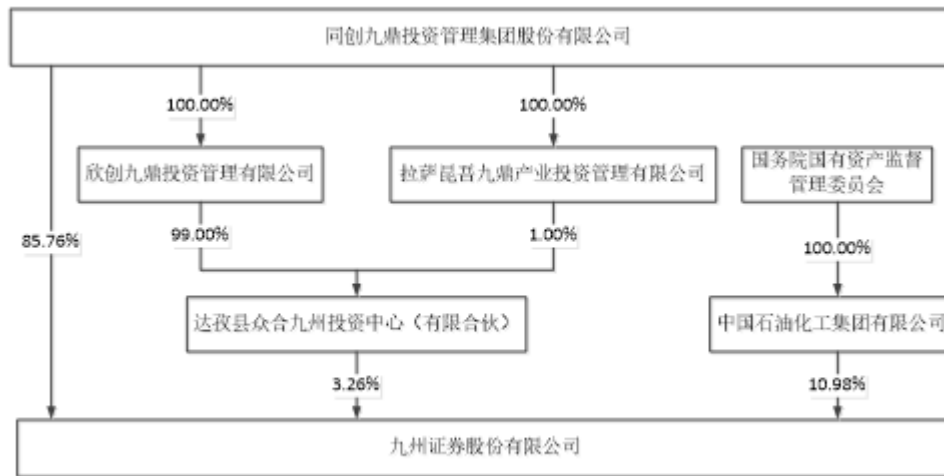 同创九鼎投资管理集团股份有限公司
100.00%
100.00%
欣创九鼎投资管理有限公司
拉萨昆吾九鼎产业投资管理有限公司
国务院国有资产监督
管理委员会
85.76%
99.00%
1.00%
100.00%
达孜县众合九州投资中心（有限合伙）
中国石油化工集团有限公司
3.26%
10.98%
九州证券股份有限公司